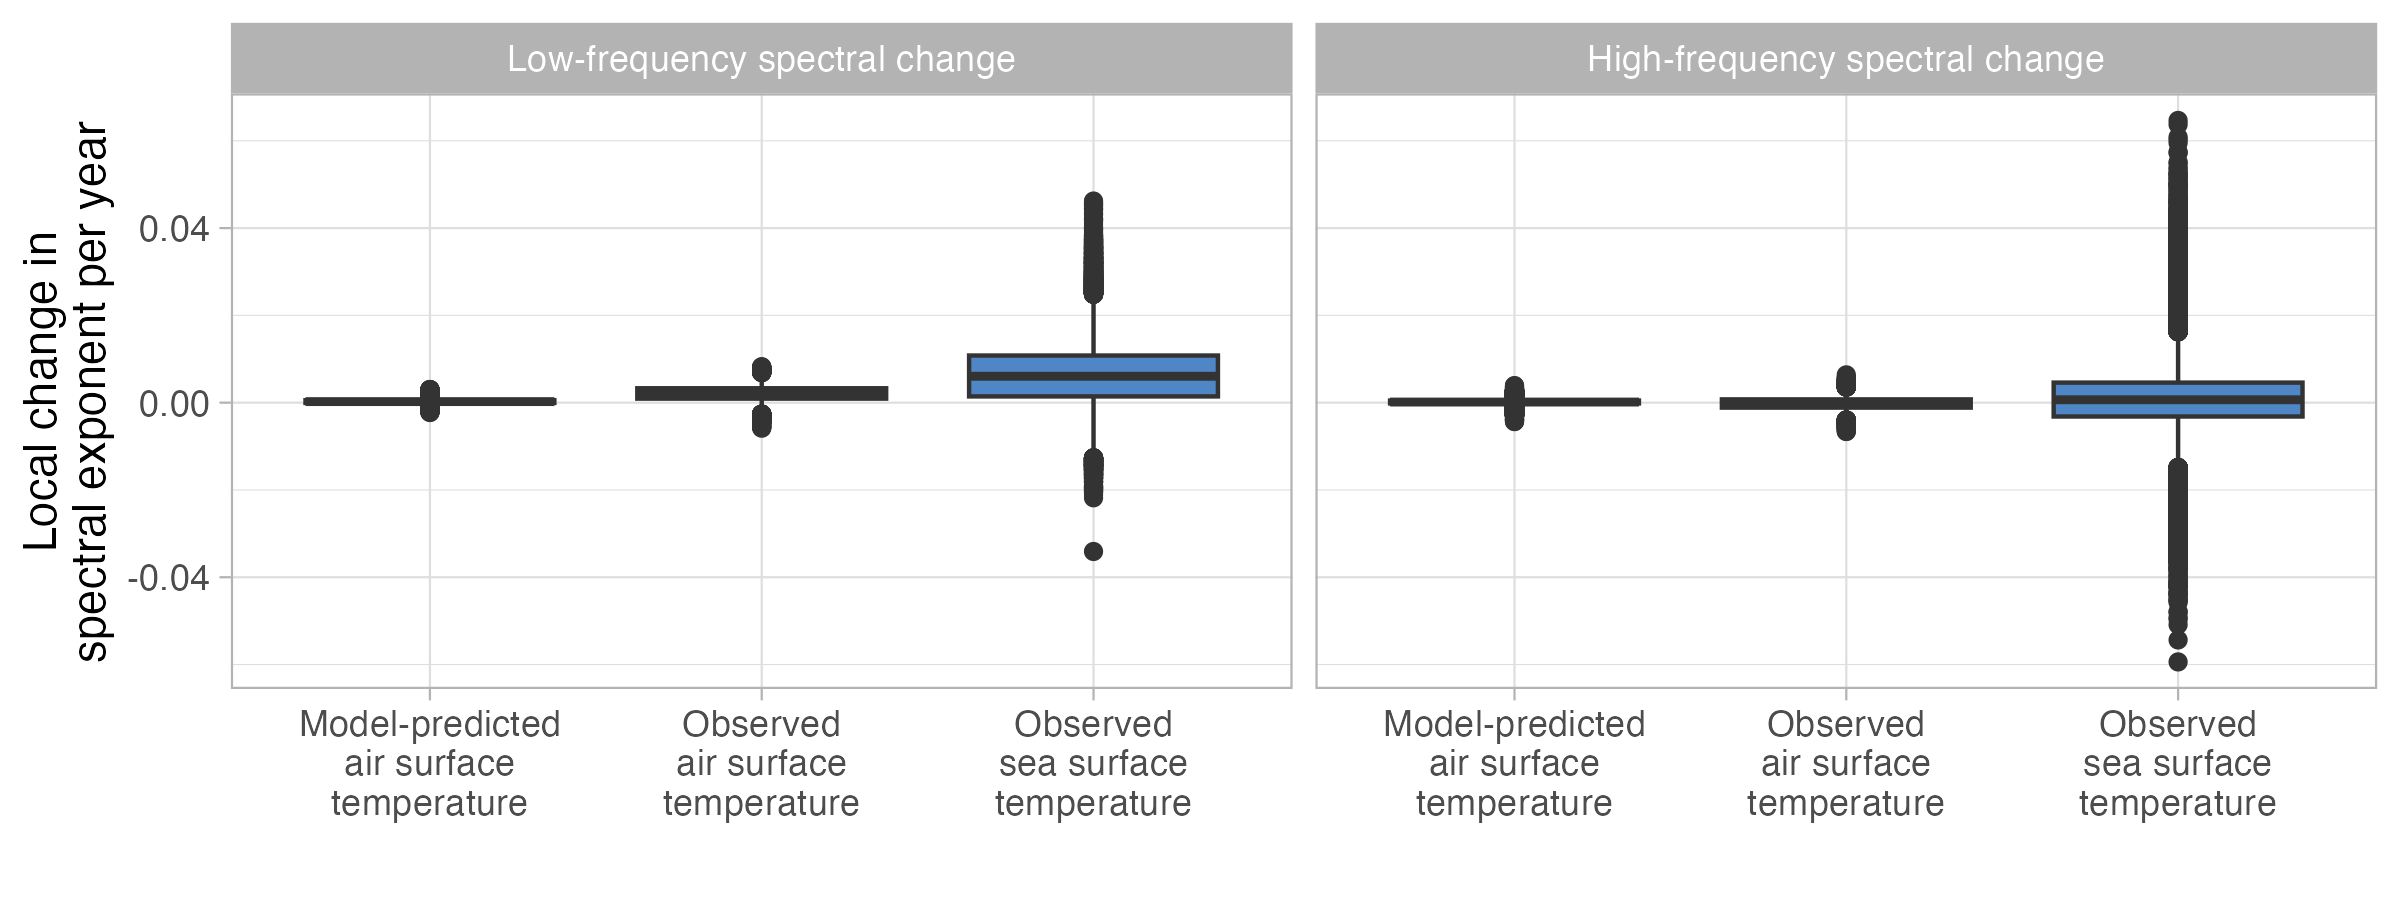 Low-frequency spectral change
High-frequency spectral change
Local change in
spectral exponent per year
0.04
0.00
-0.04
Model-predicted
air surface
temperature
Observed
air surface
temperature
Observed
sea surface
temperature
Model-predicted
air surface
temperature
Observed
air surface
temperature
Observed
sea surface
temperature